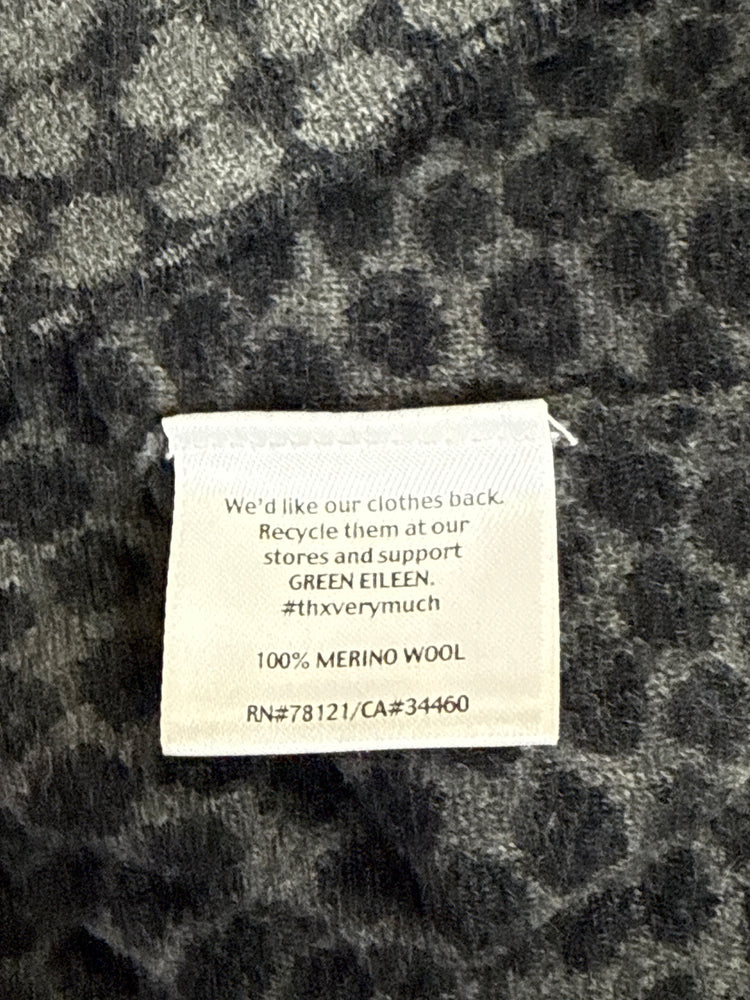 We'd like our clothes back.
Recycle them at our
stores and support
GREEN EILEEN.
#thxverymuch
100% MERINO WOOL
RN#78121/CA#34460